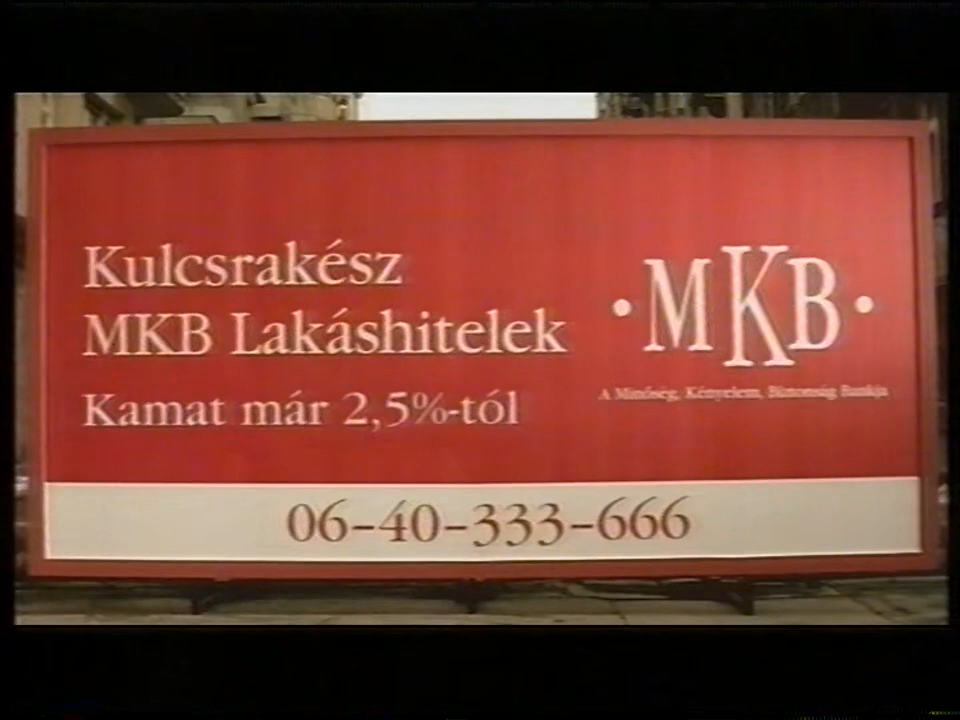 Kulcsrakész
MKB Lakáshitelek
Kamat már 2,5%-tól
• MKB •
A Minőség, Kényelem, Biztonság Bankja
06-40-333-666